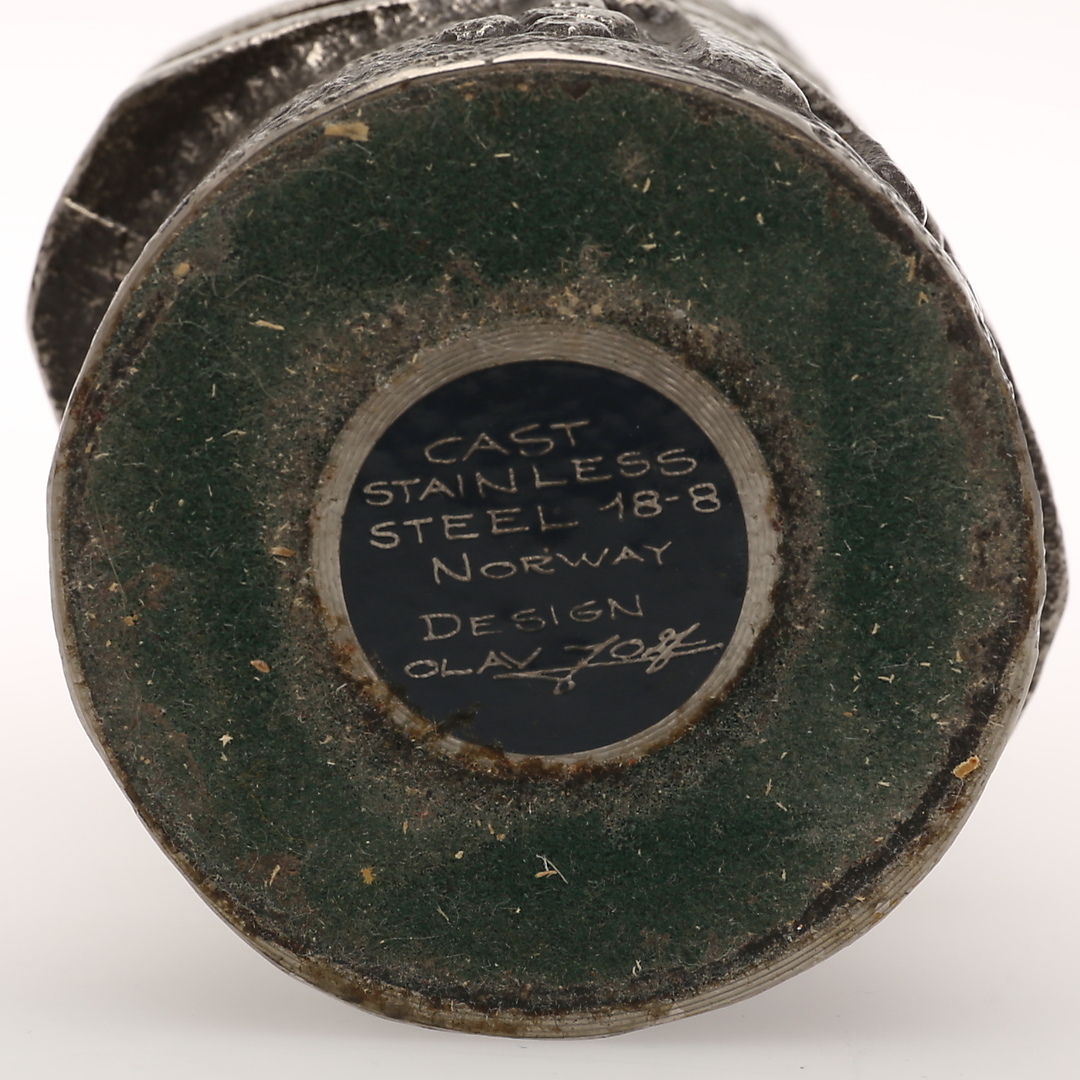 CAST
STAINLESS
STEEL 18-8
NORWAY
DESIGN
OLAV